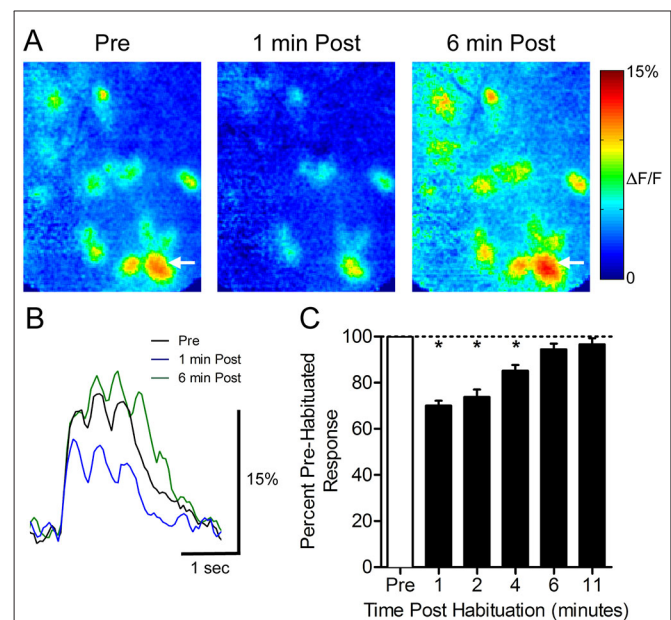 A
Pre
1 min Post
6 min Post
15%
ΔF/F
0
B
Pre
1 min Post
6 min Post
15%
1 sec
C
Percent Pre-Habituated
Response
100
80
60
40
20
0
* * *
Pre 1 2 4 6 11
Time Post Habituation (minutes)